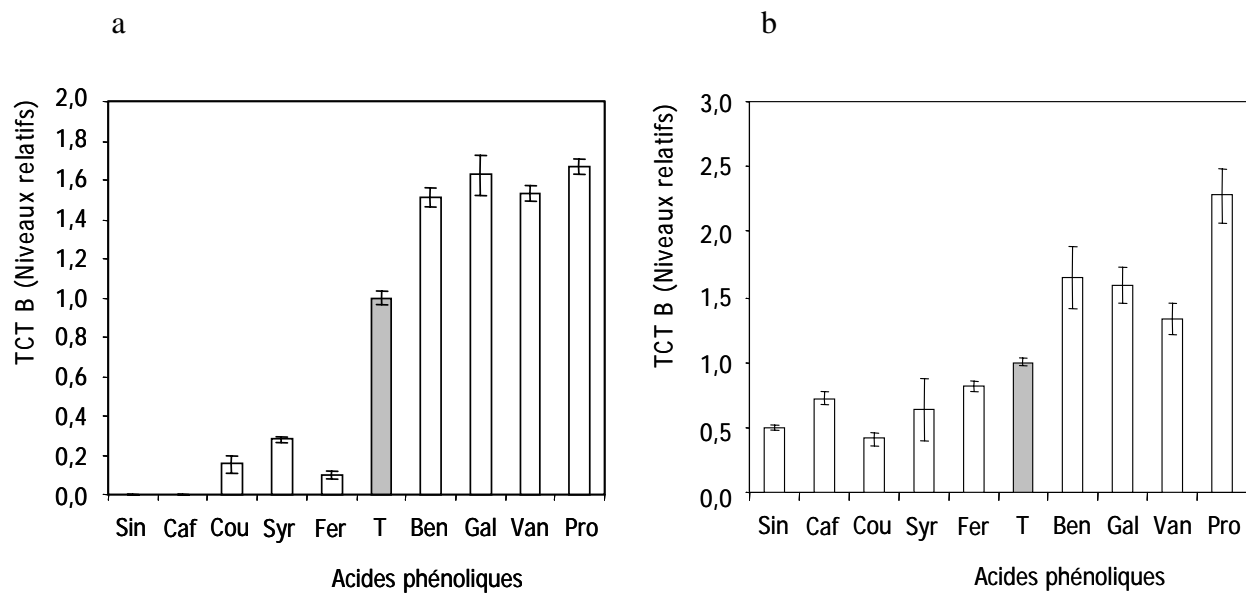 a
TCT B (Niveaux relatifs)
2,0
1,8
1,6
1,4
1,2
1,0
0,8
0,6
0,4
0,2
0,0
Sin Caf Cou Syr Fer T Ben Gal Van Pro
Acides phénoliques
b
TCT B (Niveaux relatifs)
3,0
2,5
2,0
1,5
1,0
0,5
0,0
Sin Caf Cou Syr Fer T Ben Gal Van Pro
Acides phénoliques